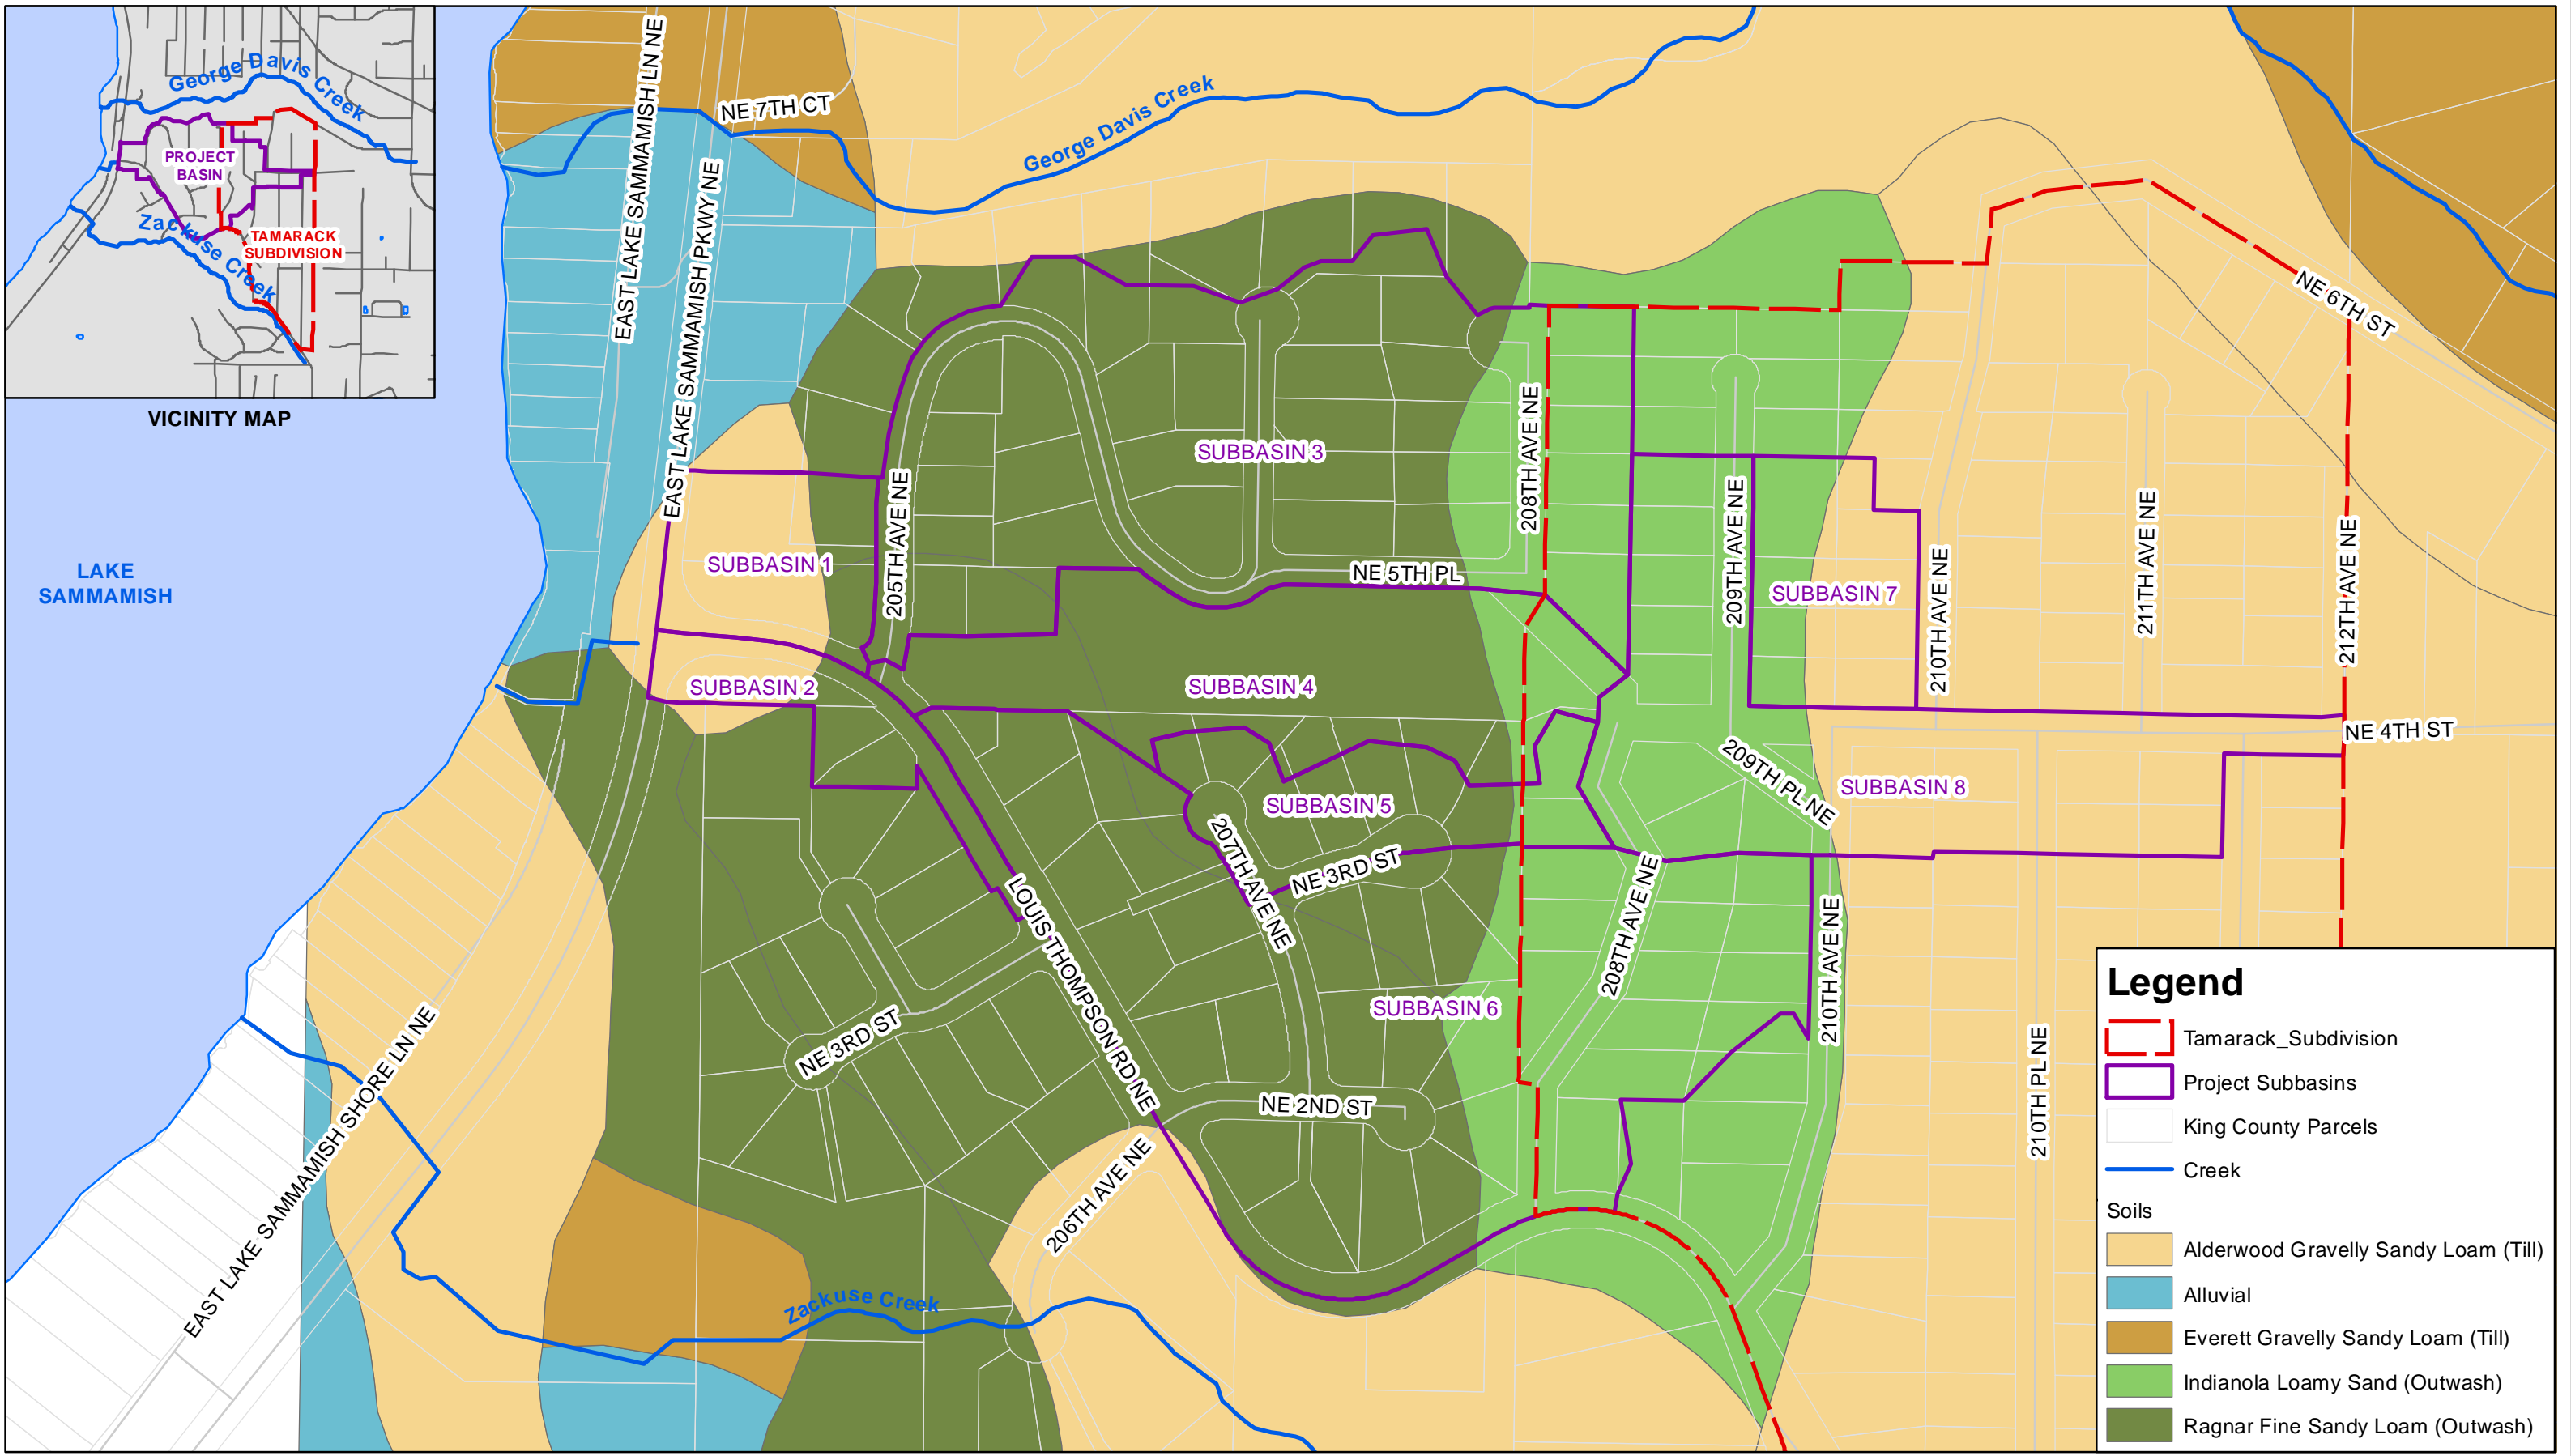 George Davis Creek
PROJECT
BASIN
Zackuse Creek
TAMARACK
SUBDIVISION
VICINITY MAP
LAKE
SAMMAMISH
EAST LAKE SAMMAMISH LN NE
NE 7TH CT
EAST LAKE SAMMAMISH PKWY NE
George Davis Creek
NE 6TH ST
SUBBASIN 3
208TH AVE NE
205TH AVE NE
SUBBASIN 1
NE 5TH PL
209TH AVE NE
SUBBASIN 7
210TH AVE NE
211TH AVE NE
212TH AVE NE
SUBBASIN 2
SUBBASIN 4
NE 4TH ST
209TH PL NE
SUBBASIN 8
SUBBASIN 5
207TH AVE NE
NE 3RD ST
LOUIS THOMPSON RD NE
208TH AVE NE
210TH AVE NE
SUBBASIN 6
NE 3RD ST
NE 2ND ST
210TH PL NE
206TH AVE NE
EAST LAKE SAMMAMISH SHORE LN NE
Zackuse Creek
Legend
Tamarack_Subdivision
Project Subbasins
King County Parcels
Creek
Soils
Alderwood Gravelly Sandy Loam (Till)
Alluvial
Everett Gravelly Sandy Loam (Till)
Indianola Loamy Sand (Outwash)
Ragnar Fine Sandy Loam (Outwash)